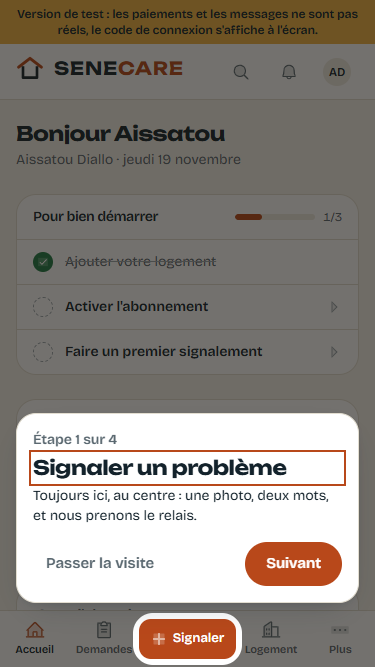 Version de test : les paiements et les messages ne sont pas
réels, le code de connexion s'affiche à l'écran.
SENECARE
AD
Bonjour Aissatou
Aissatou Diallo · jeudi 19 novembre
Pour bien démarrer
1/3
Ajouter votre logement
Activer l'abonnement
Faire un premier signalement
Étape 1 sur 4
Signaler un problème
Toujours ici, au centre : une photo, deux mots,
et nous prenons le relais.
Passer la visite
Suivant
Accueil
Demandes
Signaler
Logement
Plus